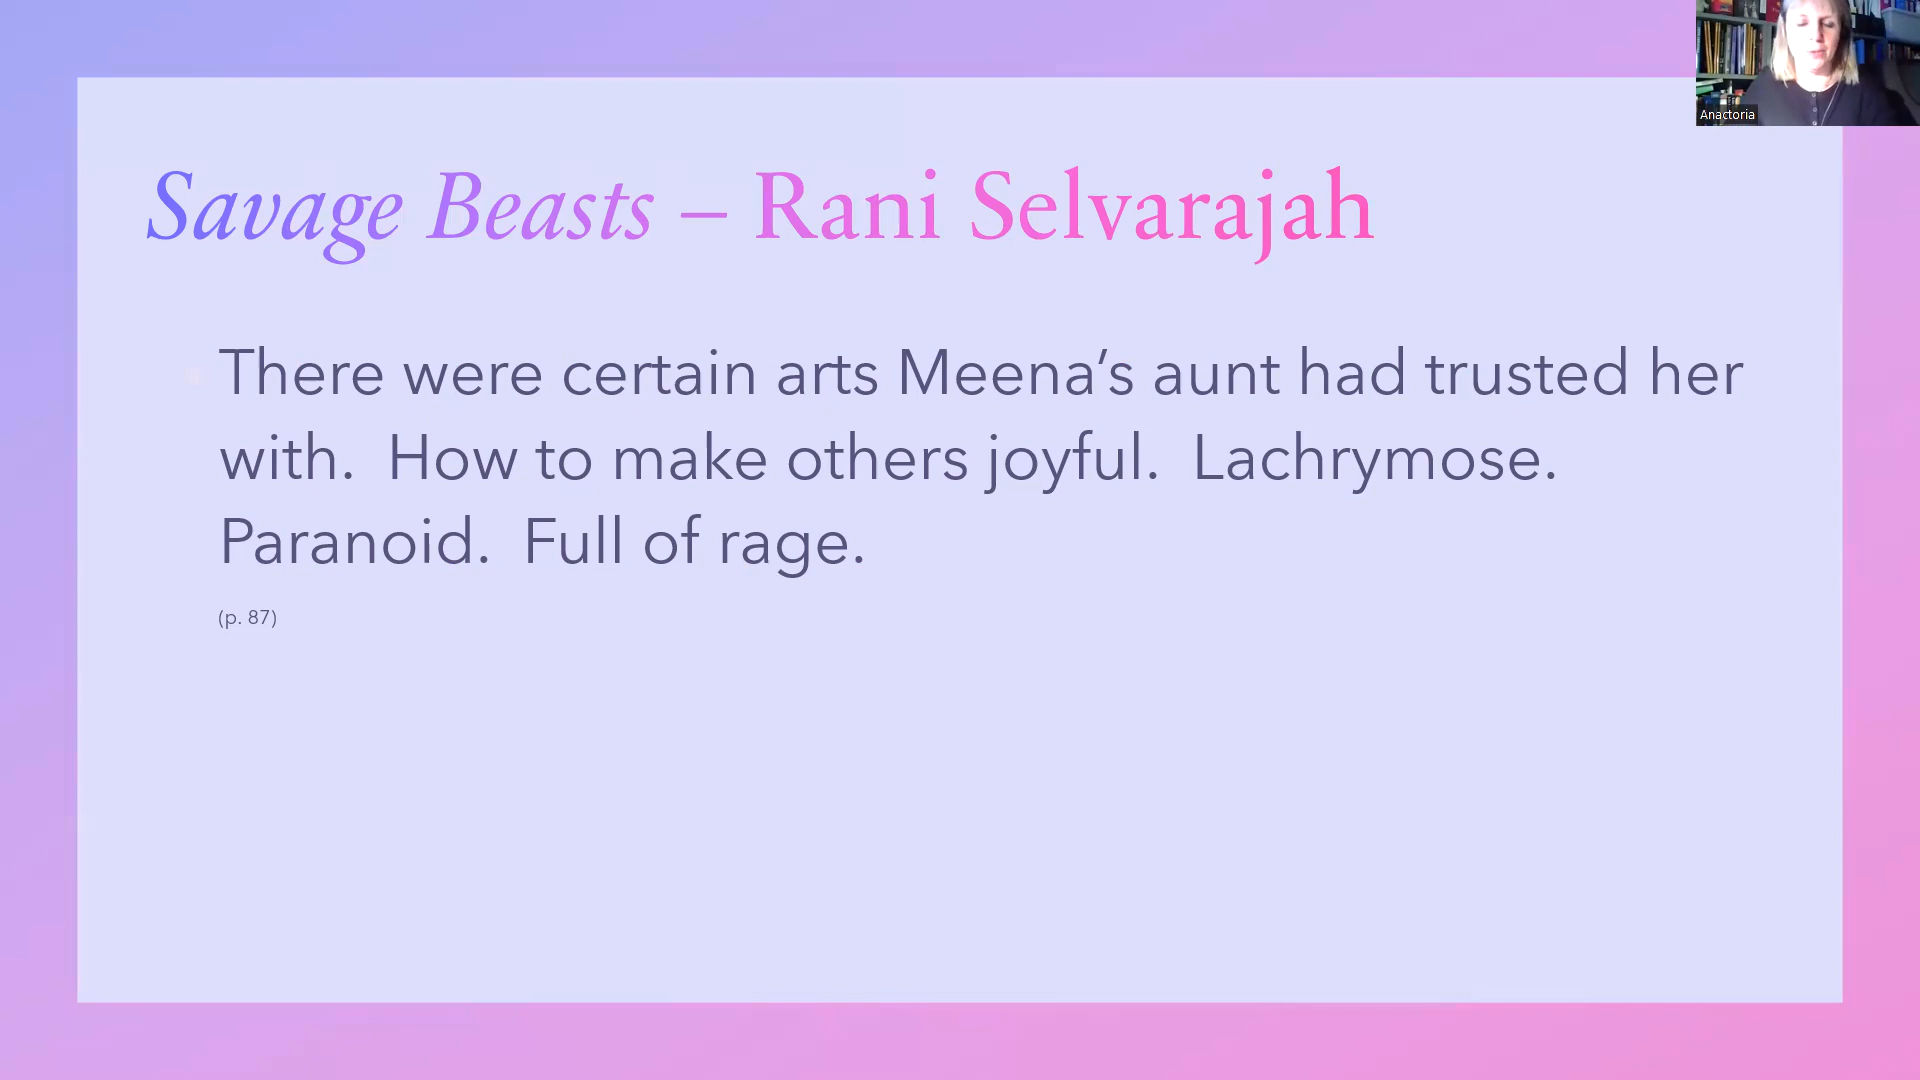 Anactoria
Savage Beasts – Rani Selvarajah
There were certain arts Meena’s aunt had trusted her
with.  How to make others joyful.  Lachrymose.
Paranoid.  Full of rage.
(p. 87)